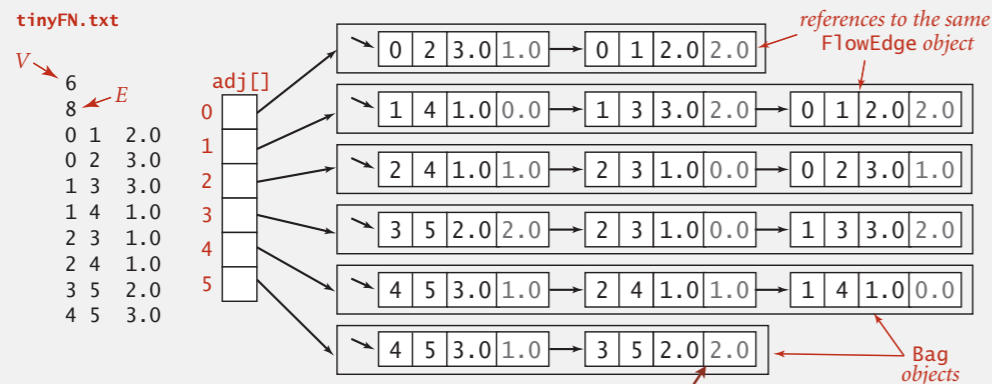 tinyFN.txt
V
6
E
8
0 1 2.0
0 2 3.0
1 3 3.0
1 4 1.0
2 3 1.0
2 4 1.0
3 5 2.0
4 5 3.0
adj[]
0
1
2
3
4
5
0 2 3.0 1.0 0 1 2.0 2.0
1 4 1.0 0.0 1 3 3.0 2.0 0 1 2.0 2.0
2 4 1.0 1.0 2 3 1.0 0.0 0 2 3.0 1.0
3 5 2.0 2.0 2 3 1.0 0.0 1 3 3.0 2.0
4 5 3.0 1.0 2 4 1.0 1.0 1 4 1.0 0.0
4 5 3.0 1.0 3 5 2.0 2.0
references to the same
FlowEdge object
Bag
objects